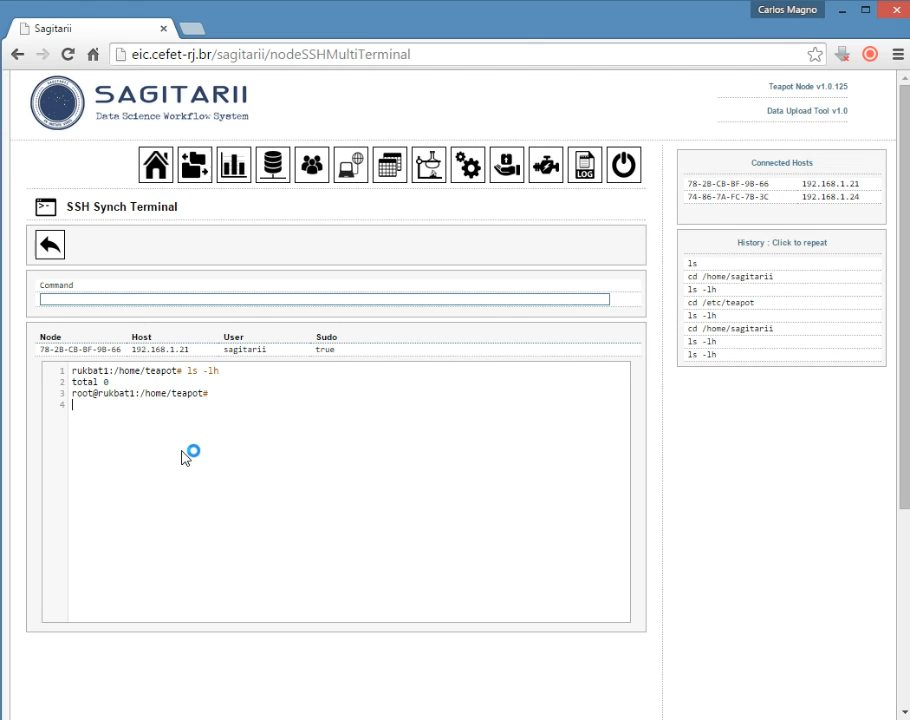 Carlos Magno
Sagitarii
eic.cefet-rj.br/sagitarii/nodeSSHMultiTerminal
SAGITARII
Data Science Workflow System
Teapot Node v1.0.125
Data Upload Tool v1.0
LOG
SSH Synch Terminal
Command
Node Host User Sudo
78-2B-CB-BF-9B-66 192.168.1.21 sagitarii true
1 rukbat1:/home/teapot# ls -lh
2 total 0
3 root@rukbat1:/home/teapot#
4
Connected Hosts
78-2B-CB-BF-9B-66 192.168.1.21
74-86-7A-FC-7B-3C 192.168.1.24
History : Click to repeat
ls
cd /home/sagitarii
ls -lh
cd /etc/teapot
ls -lh
cd /home/sagitarii
ls -lh
ls -lh